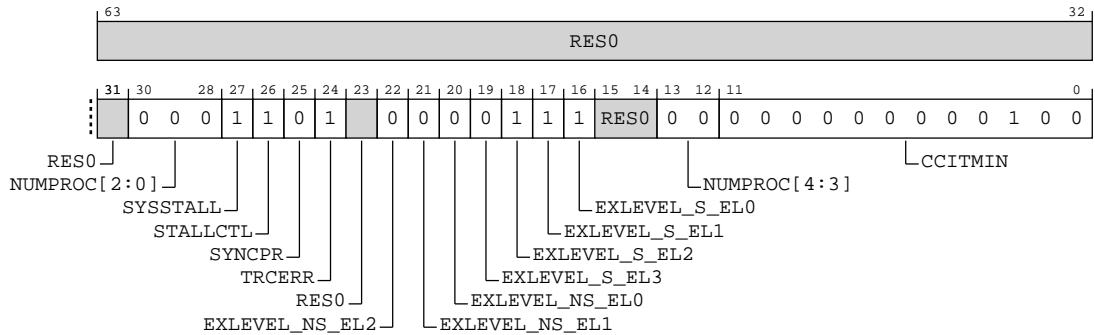 63 32
RES0
31 30 28 27 26 25 24 23 22 21 20 19 18 17 16 15 14 13 12 11 0
0 0 0 1 1 0 1 0 0 0 0 1 1 1 RES0 0 0 0 0 0 0 0 0 0 0 0 1 0 0
RES0 CCITMIN
NUMPROC[2:0] NUMPROC[4:3]
SYSSTALL EXLEVEL_S_EL0
STALLCTL EXLEVEL_S_EL1
SYNCPR EXLEVEL_S_EL2
TRCERR EXLEVEL_S_EL3
RES0 EXLEVEL_NS_EL0
EXLEVEL_NS_EL2 EXLEVEL_NS_EL1